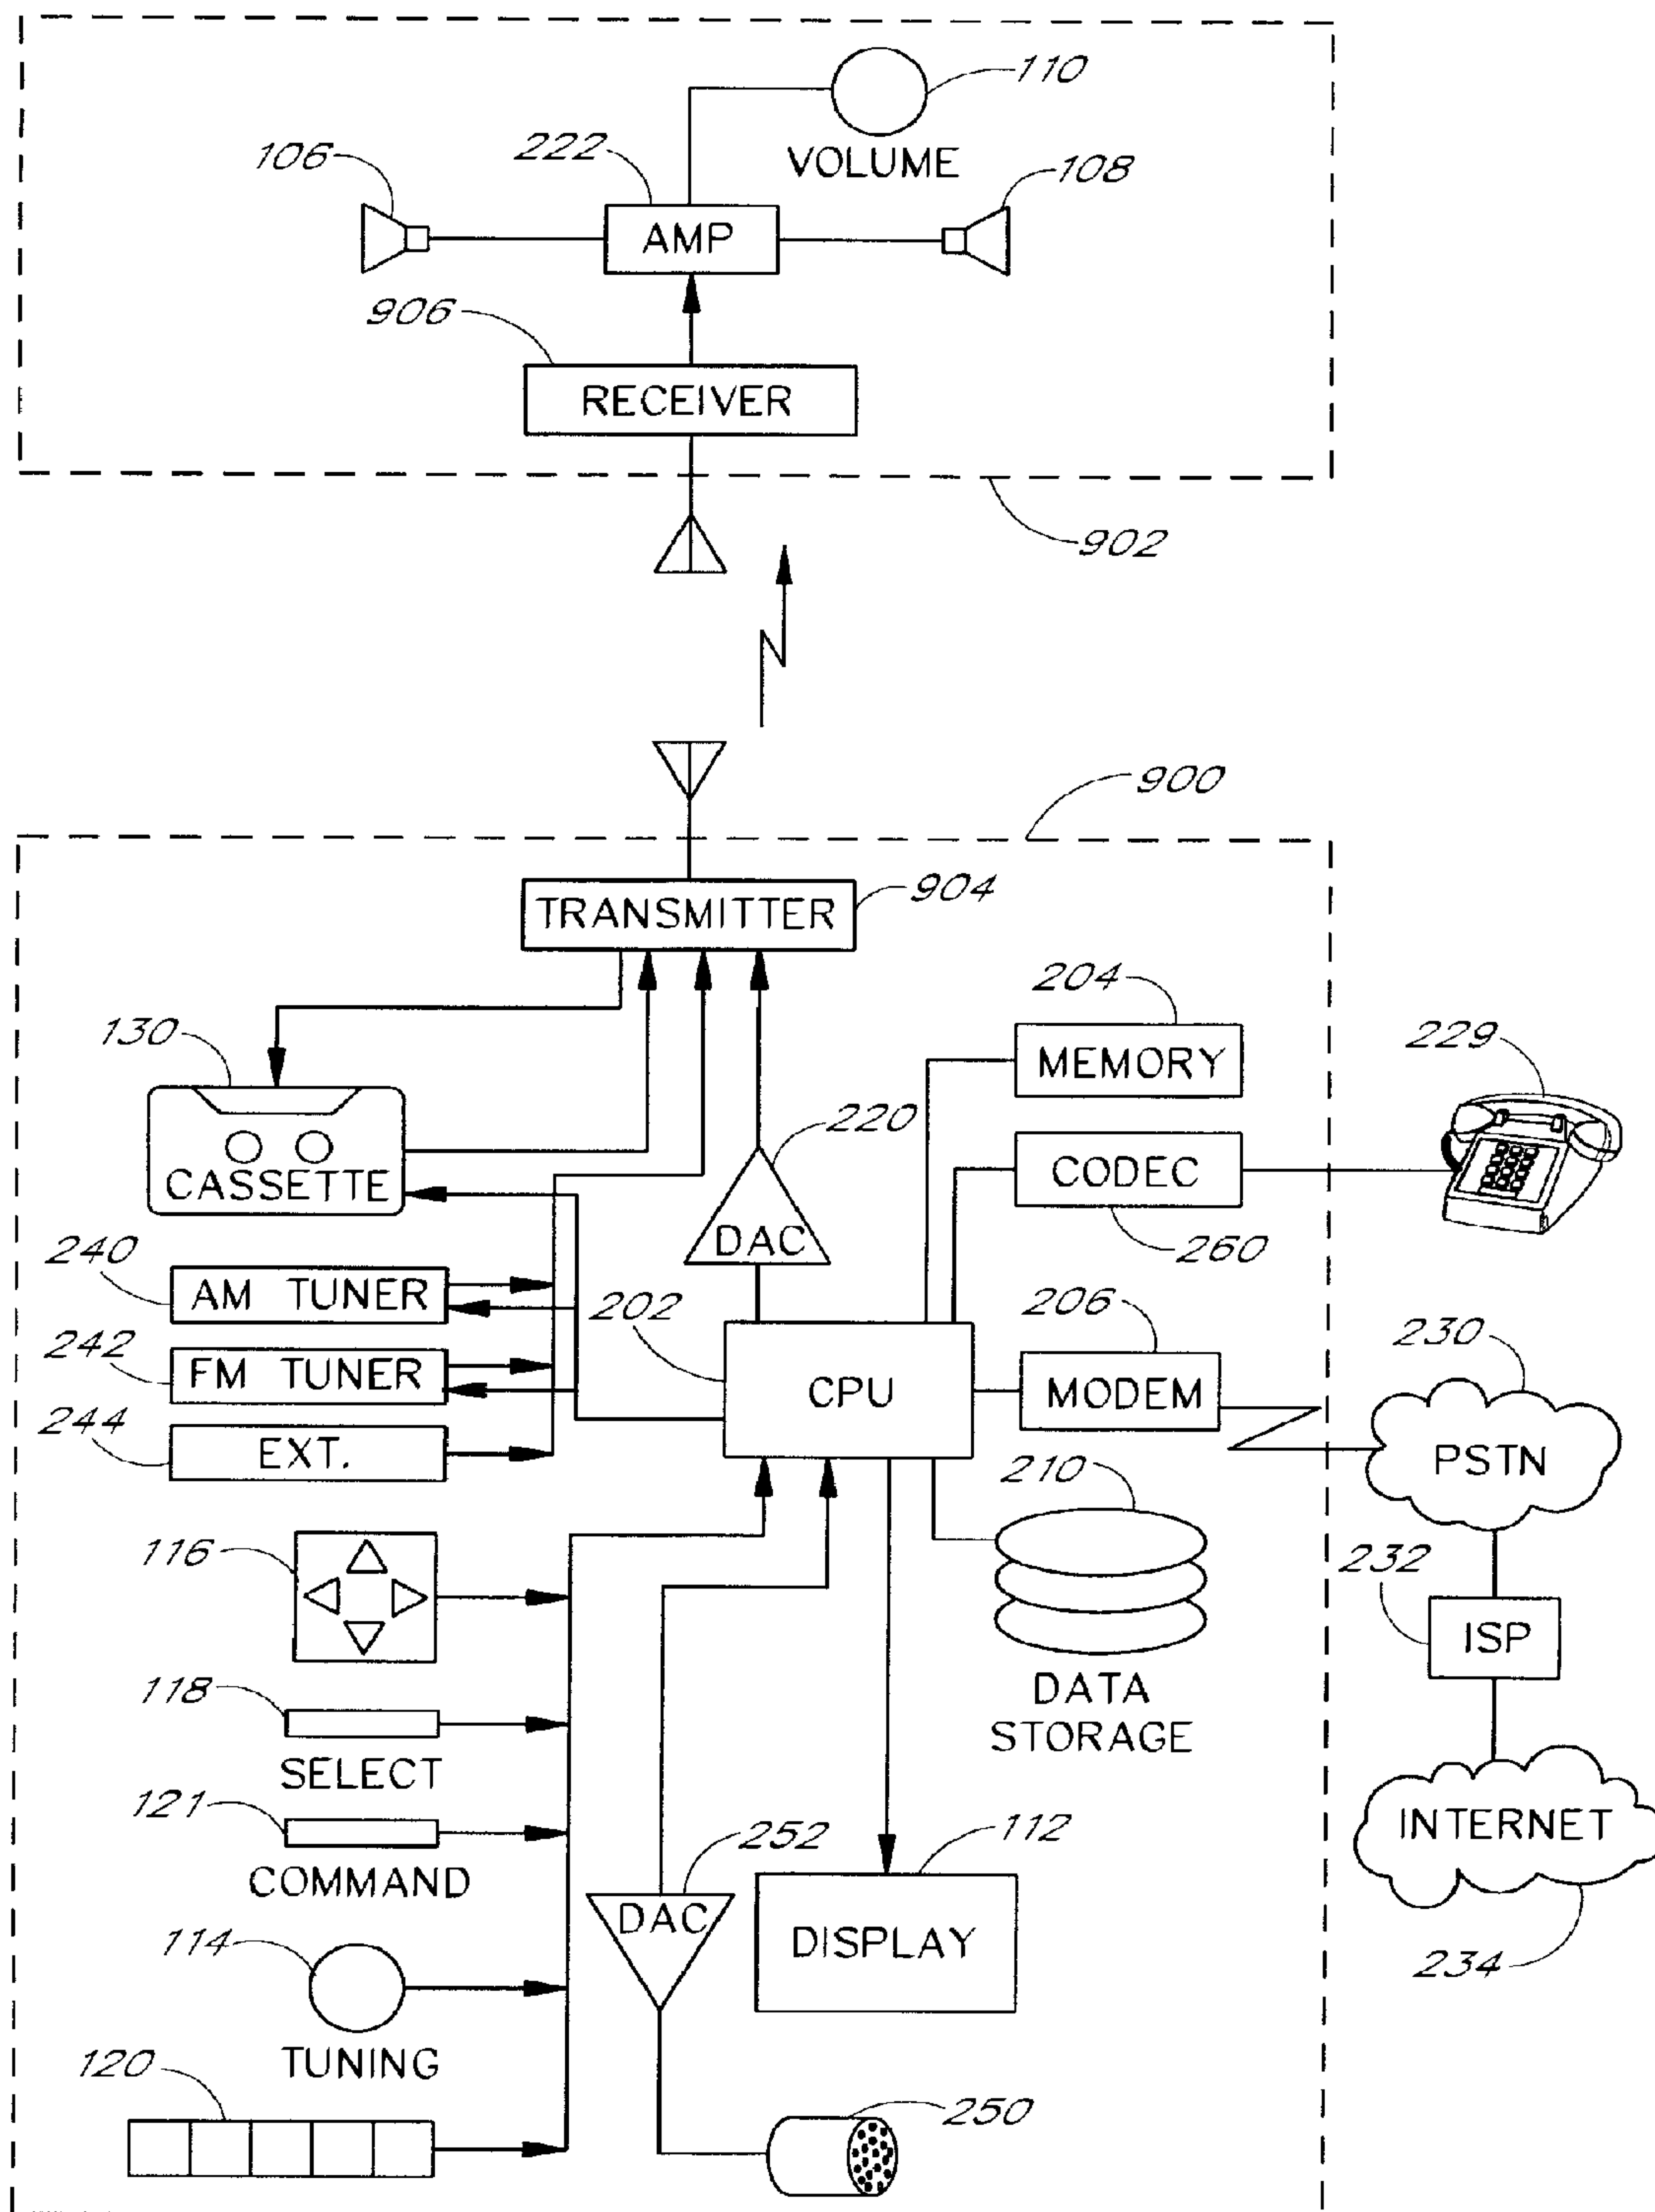 110
VOLUME
106
222
108
AMP
906
RECEIVER
902
900
904
TRANSMITTER
204
130
MEMORY
229
220
CODEC
CASSETTE
DAC
260
240
AM TUNER
202
206
230
242
FM TUNER
CPU
MODEM
244
EXT.
210
PSTN
116
232
ISP
118
DATA
STORAGE
SELECT
121
INTERNET
252
112
COMMAND
DAC
DISPLAY
114
234
TUNING
120
250